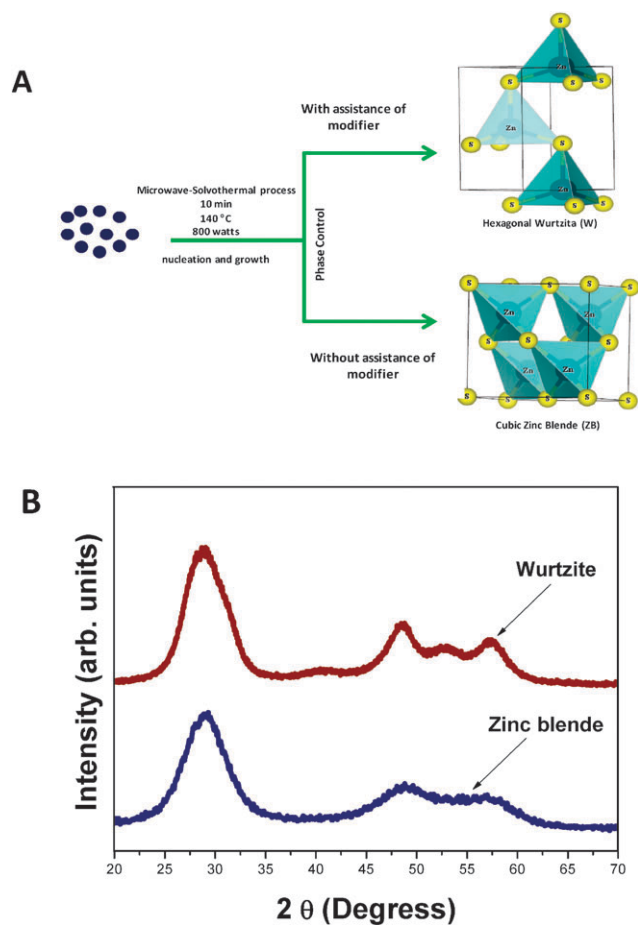 A
With assistance of
modifier
Microwave-Solvothermal process
10 min
140 °C
800 watts
nucleation and growth
Phase Control
Without assistance of
modifier
S
Zn
S
S
S
S
Zn
S
S
Zn
S
S
S
Hexagonal Wurtzita (W)
S
S
S
S
S
Zn
Zn
S
S
S
Zn
Zn
S
S
S
S
S
Cubic Zinc Blende (ZB)
B
Intensity (arb. units)
Wurtzite
Zinc blende
20 25 30 35 40 45 50 55 60 65 70
2 θ (Degress)